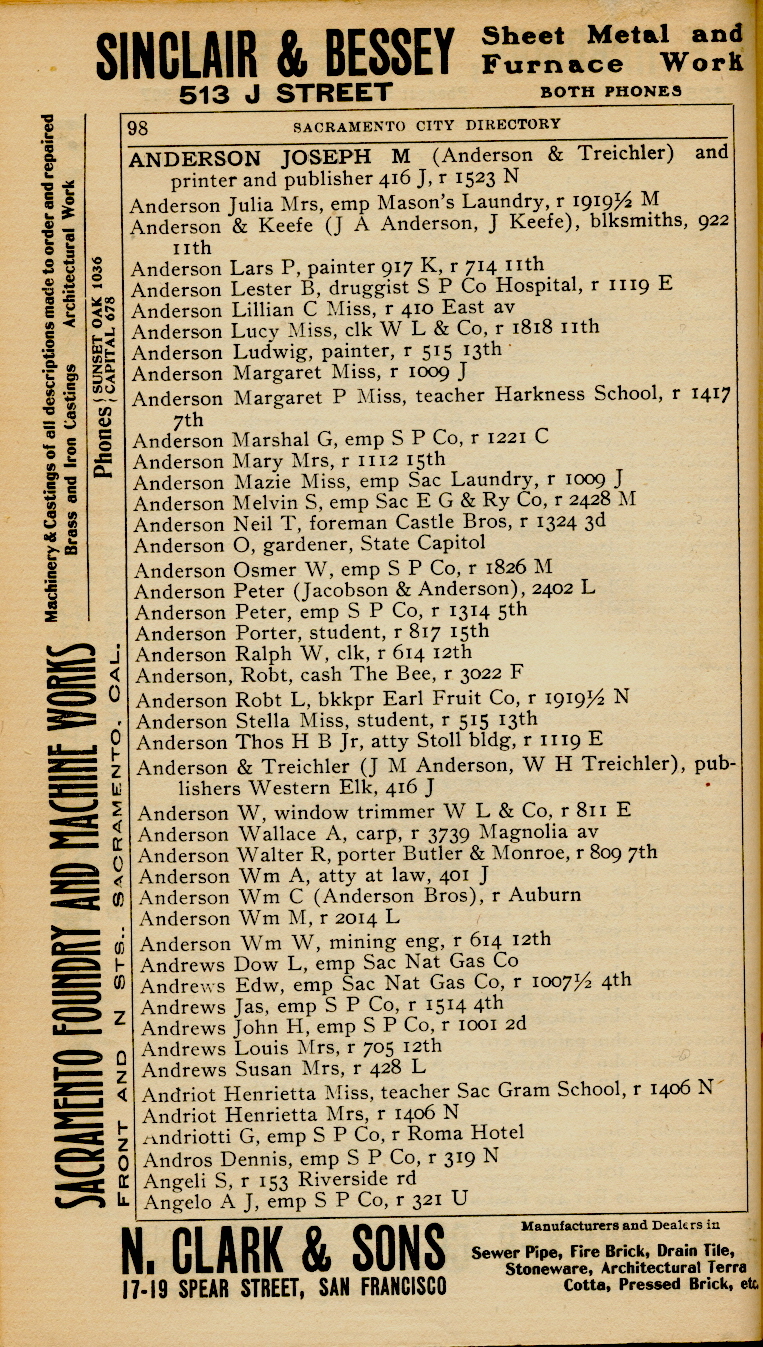 SINCLAIR & BESSEY
513 J STREET
Sheet Metal and
Furnace Work
BOTH PHONES
98 SACRAMENTO CITY DIRECTORY
ANDERSON JOSEPH M (Anderson & Treichler) and
printer and publisher 416 J, r 1523 N
Anderson Julia Mrs, emp Mason's Laundry, r 1919½ M
Anderson & Keefe (J A Anderson, J Keefe), blksmiths, 922
11th
Anderson Lars P, painter 917 K, r 714 11th
Anderson Lester B, druggist S P Co Hospital, r 1119 E
Anderson Lillian C Miss, r 410 East av
Anderson Lucy Miss, clk W L & Co, r 1818 11th
Anderson Ludwig, painter, r 515 13th
Anderson Margaret Miss, r 1009 J
Anderson Margaret P Miss, teacher Harkness School, r 1417
7th
Anderson Marshal G, emp S P Co, r 1221 C
Anderson Mary Mrs, r 1112 15th
Anderson Mazie Miss, emp Sac Laundry, r 1009 J
Anderson Melvin S, emp Sac E G & Ry Co, r 2428 M
Anderson Neil T, foreman Castle Bros, r 1324 3d
Anderson O, gardener, State Capitol
Anderson Osmer W, emp S P Co, r 1826 M
Anderson Peter (Jacobson & Anderson), 2402 L
Anderson Peter, emp S P Co, r 1314 5th
Anderson Porter, student, r 817 15th
Anderson Ralph W, clk, r 614 12th
Anderson, Robt, cash The Bee, r 3022 F
Anderson Robt L, bkkpr Earl Fruit Co, r 1919½ N
Anderson Stella Miss, student, r 515 13th
Anderson Thos H B Jr, atty Stoll bldg, r 1119 E
Anderson & Treichler (J M Anderson, W H Treichler), pub-
lishers Western Elk, 416 J
Anderson W, window trimmer W L & Co, r 811 E
Anderson Wallace A, carp, r 3739 Magnolia av
Anderson Walter R, porter Butler & Monroe, r 809 7th
Anderson Wm A, atty at law, 401 J
Anderson Wm C (Anderson Bros), r Auburn
Anderson Wm M, r 2014 L
Anderson Wm W, mining eng, r 614 12th
Andrews Dow L, emp Sac Nat Gas Co
Andrews Edw, emp Sac Nat Gas Co, r 1007½ 4th
Andrews Jas, emp S P Co, r 1514 4th
Andrews John H, emp S P Co, r 1001 2d
Andrews Louis Mrs, r 705 12th
Andrews Susan Mrs, r 428 L
Andriot Henrietta Miss, teacher Sac Gram School, r 1406 N
Andriot Henrietta Mrs, r 1406 N
Andriotti G, emp S P Co, r Roma Hotel
Andros Dennis, emp S P Co, r 319 N
Angeli S, r 153 Riverside rd
Angelo A J, emp S P Co, r 321 U
SACRAMENTO FOUNDRY AND MACHINE WORKS
FRONT AND N STS.. SACRAMENTO, CAL.
Machinery & Castings of all descriptions made to order and repaired
Brass and Iron Castings Architectural Work
Phones { SUNSET OAK 1036
{ CAPITAL 678
N. CLARK & SONS
17-19 SPEAR STREET, SAN FRANCISCO
Manufacturers and Dealers in
Sewer Pipe, Fire Brick, Drain Tile,
Stoneware, Architectural Terra
Cotta, Pressed Brick, etc